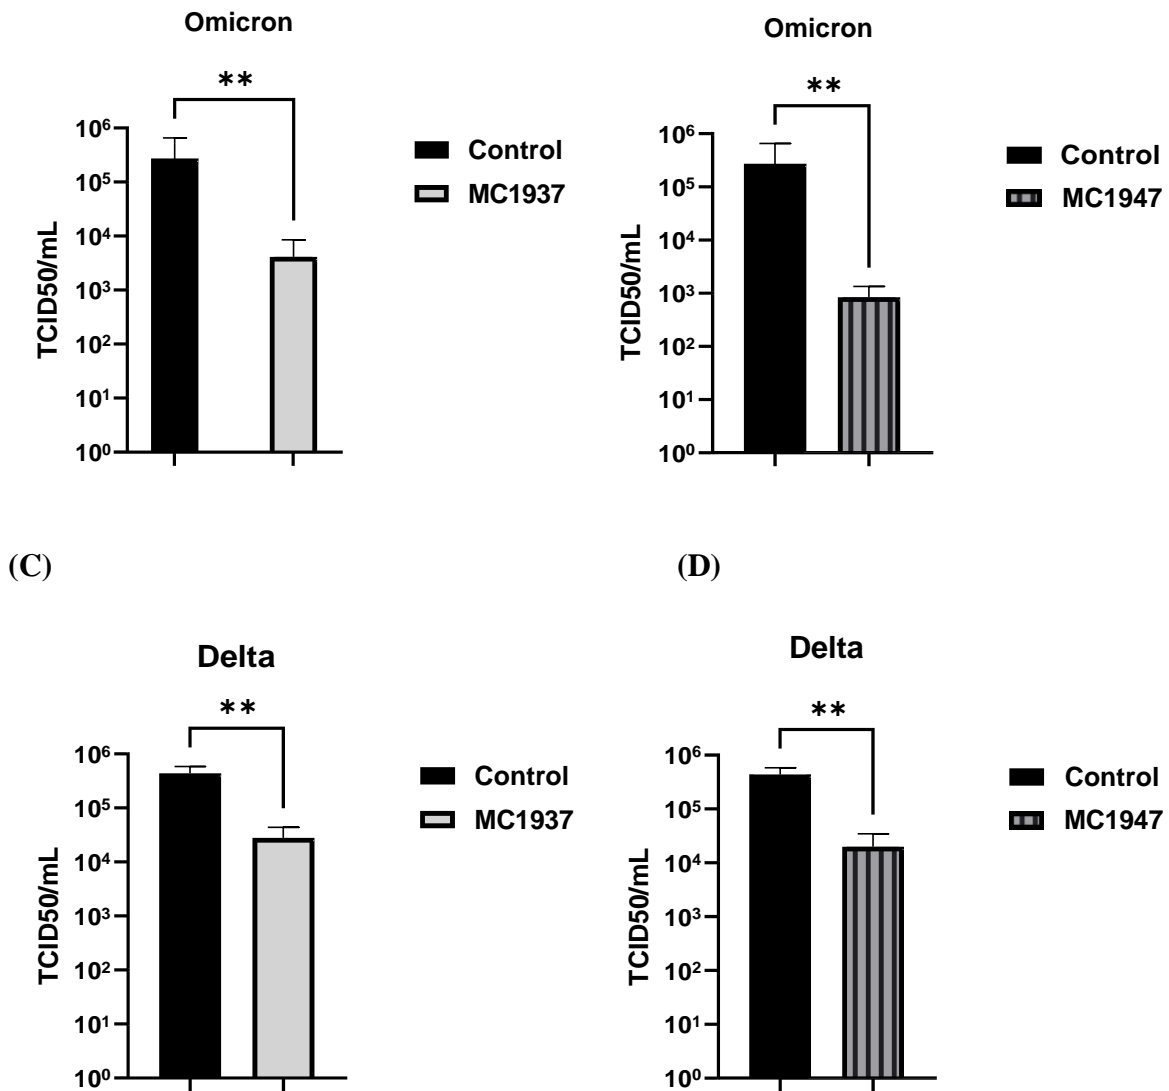 Omicron
**
10⁶
10⁵
10⁴
10³
10²
10¹
10⁰
TCID50/mL
Control
MC1937
Omicron
**
10⁶
10⁵
10⁴
10³
10²
10¹
10⁰
TCID50/mL
Control
MC1947
(C)
(D)
Delta
**
10⁶
10⁵
10⁴
10³
10²
10¹
10⁰
TCID50/mL
Control
MC1937
Delta
**
10⁶
10⁵
10⁴
10³
10²
10¹
10⁰
TCID50/mL
Control
MC1947